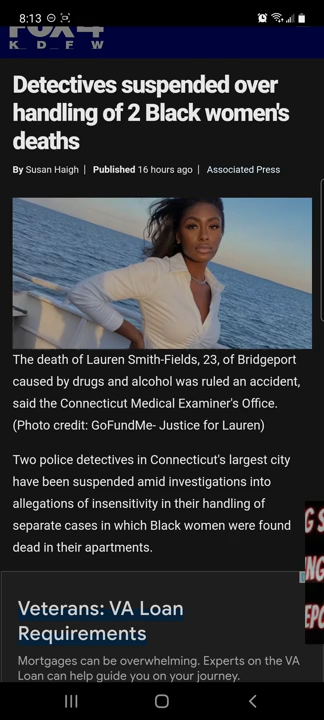 8:13
FOX 4
K D F W
Detectives suspended over
handling of 2 Black women's
deaths
By Susan Haigh | Published 16 hours ago | Associated Press
The death of Lauren Smith-Fields, 23, of Bridgeport
caused by drugs and alcohol was ruled an accident,
said the Connecticut Medical Examiner's Office.
(Photo credit: GoFundMe- Justice for Lauren)
Two police detectives in Connecticut's largest city
have been suspended amid investigations into
allegations of insensitivity in their handling of
separate cases in which Black women were found
dead in their apartments.
Veterans: VA Loan
Requirements
Mortgages can be overwhelming. Experts on the VA
Loan can help guide you on your journey.